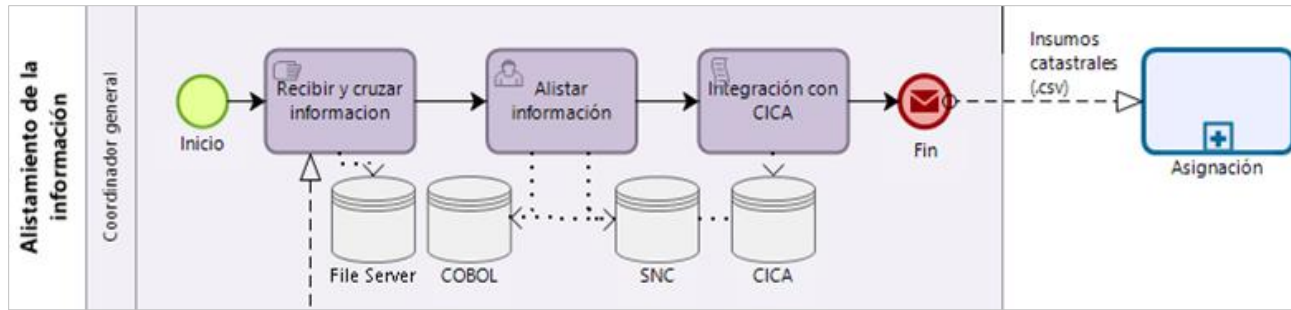 Alistamiento de la
información
Coordinador general
Inicio
Recibir y cruzar
informacion
Alistar
información
Integración con
CICA
Fin
Insumos
catastrales
(.csv)
Asignación
File Server
COBOL
SNC
CICA